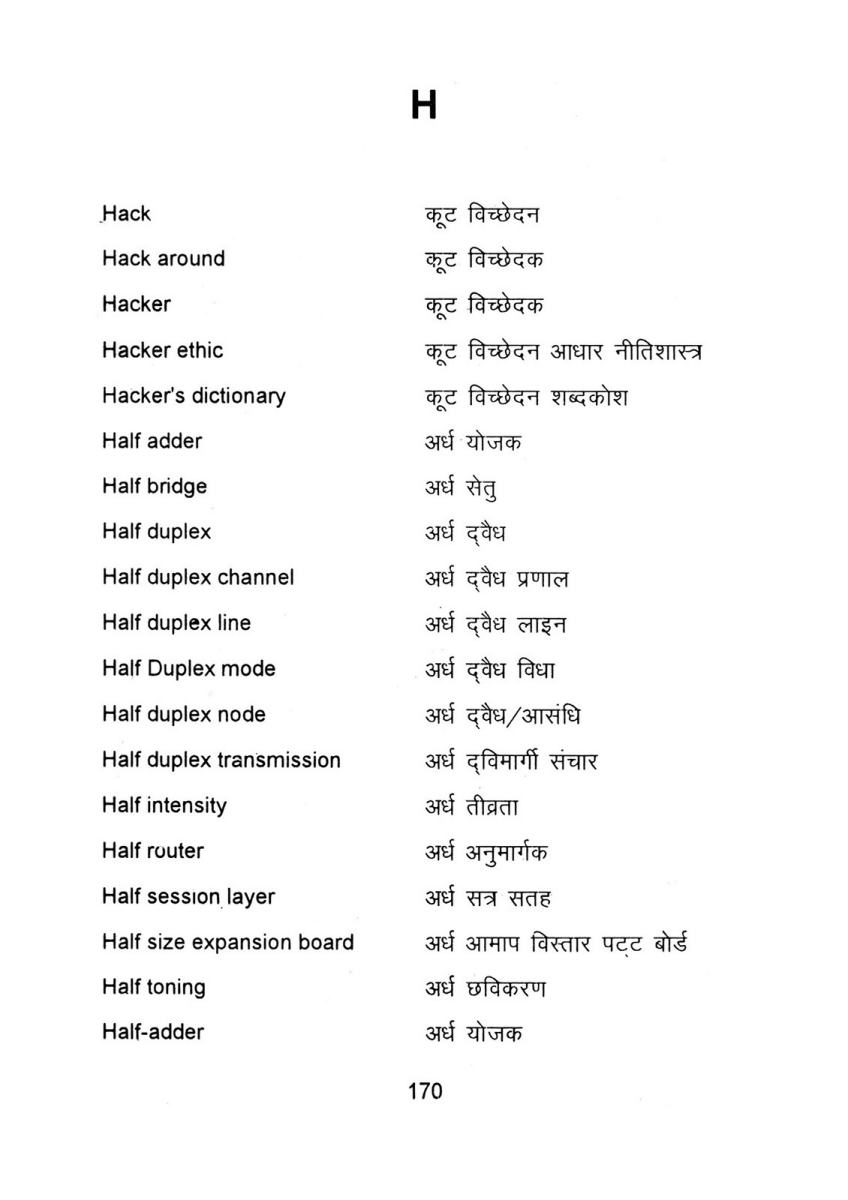 H
Hack कूट विच्छेदन
Hack around कूट विच्छेदक
Hacker कूट विच्छेदक
Hacker ethic कूट विच्छेदन आधार नीतिशास्त्र
Hacker's dictionary कूट विच्छेदन शब्दकोश
Half adder अर्ध योजक
Half bridge अर्ध सेतु
Half duplex अर्ध द्‌वैध
Half duplex channel अर्ध द्‌वैध प्रणाल
Half duplex line अर्ध द्‌वैध लाइन
Half Duplex mode अर्ध द्‌वैध विधा
Half duplex node अर्ध द्‌वैध/आसंधि
Half duplex transmission अर्ध द्‌विमार्गी संचार
Half intensity अर्ध तीव्रता
Half router अर्ध अनुमार्गक
Half session layer अर्ध सत्र सतह
Half size expansion board अर्ध आमाप विस्तार पट्‌ट बोर्ड
Half toning अर्ध छविकरण
Half-adder अर्ध योजक
170